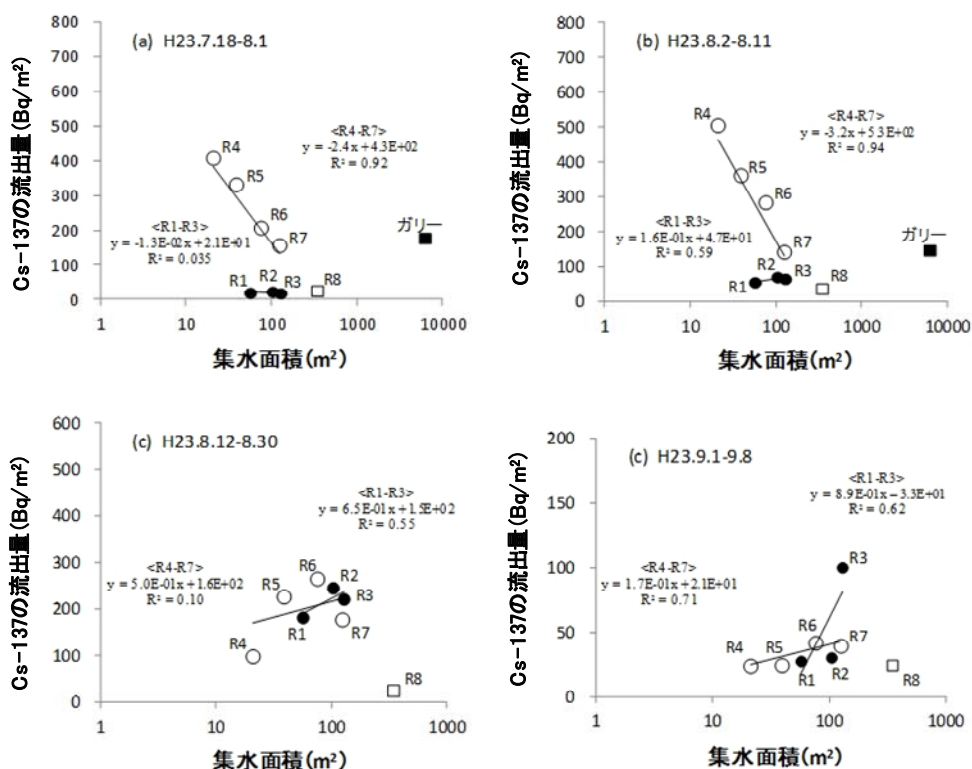 Cs-137の流出量(Bq/m²)
800
700
600
500
400
300
200
100
0
(a) H23.7.18-8.1
<R4-R7>
y = -2.4x + 4.3E+02
R² = 0.92
R4
R5
R6
R7
<R1-R3>
y = -1.3E-02x + 2.1E+01
R² = 0.035
R1
R2
R3
R8
ガリー
1
10
100
1000
10000
集水面積(m²)
Cs-137の流出量(Bq/m²)
800
700
600
500
400
300
200
100
0
(b) H23.8.2-8.11
<R4-R7>
y = -3.2x + 5.3E+02
R² = 0.94
R4
R5
R6
R7
<R1-R3>
y = 1.6E-01x + 4.7E+01
R² = 0.59
R1
R2
R3
R8
ガリー
1
10
100
1000
10000
集水面積(m²)
Cs-137の流出量(Bq/m²)
600
500
400
300
200
100
0
(c) H23.8.12-8.30
<R1-R3>
y = 6.5E-01x + 1.5E+02
R² = 0.55
<R4-R7>
y = 5.0E-01x + 1.6E+02
R² = 0.10
R6
R2
R5
R3
R1
R7
R4
R8
1
10
100
1000
集水面積(m²)
Cs-137の流出量(Bq/m²)
200
150
100
50
0
(c) H23.9.1-9.8
<R1-R3>
y = 8.9E-01x − 3.3E+01
R² = 0.62
<R4-R7>
y = 1.7E-01x + 2.1E+01
R² = 0.71
R3
R6
R7
R4
R5
R1
R2
R8
1
10
100
1000
集水面積(m²)